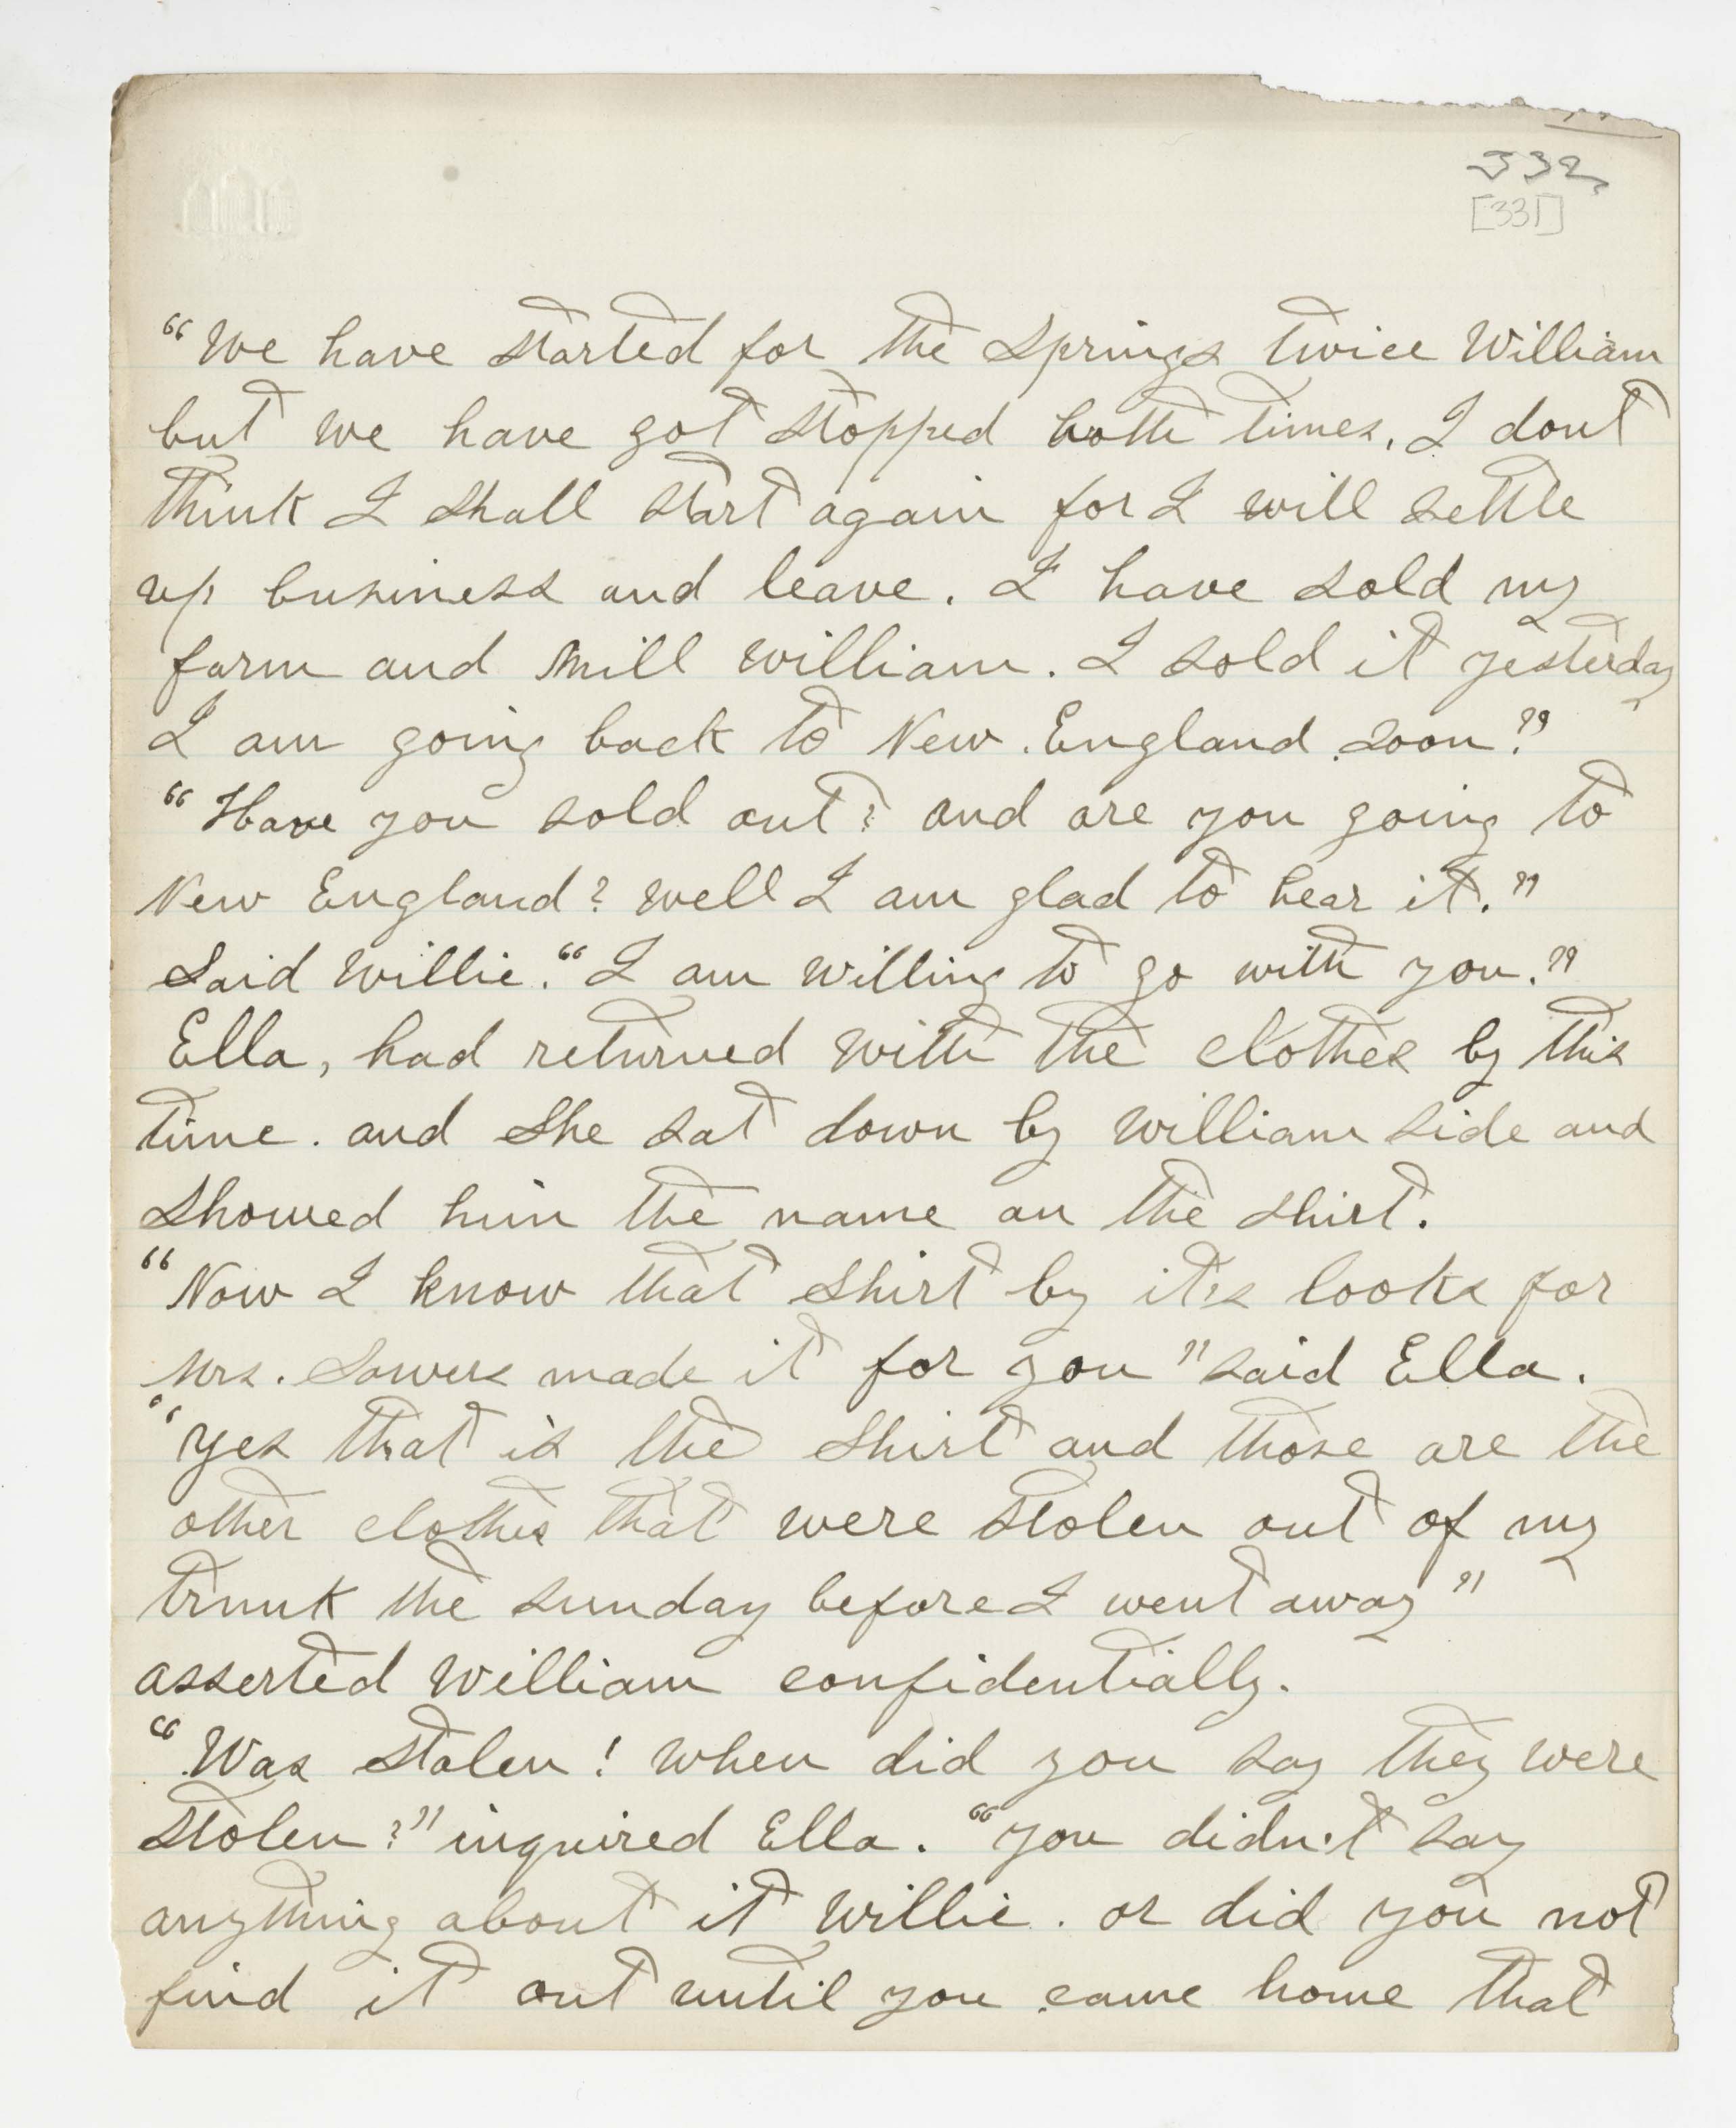 332
[331]
"We have started for the Springs twice William
but we have got stopped both times. I dont
think I shall start again for I will settle
up business and leave. I have sold my
farm and mill William. I sold it yesterday
I am going back to New England soon."
"Have you sold out? and are you going to
New England? well I am glad to hear it."
Said Willie. "I am willing to go with you."
Ella, had returned with the clothes by this
time. and she sat down by William side and
showed him the name on the shirt.
"Now I know that shirt by it's looks for
Mrs. Sowers made it for you" said Ella.
"Yes that is the shirt and those are the
other clothes that were stolen out of my
trunk the sunday before I went away"
asserted William confidentially.
"Was stolen! when did you say they were
stolen?" inquired Ella. "you didn't say
anything about it Willie. or did you not
find it out until you came home that